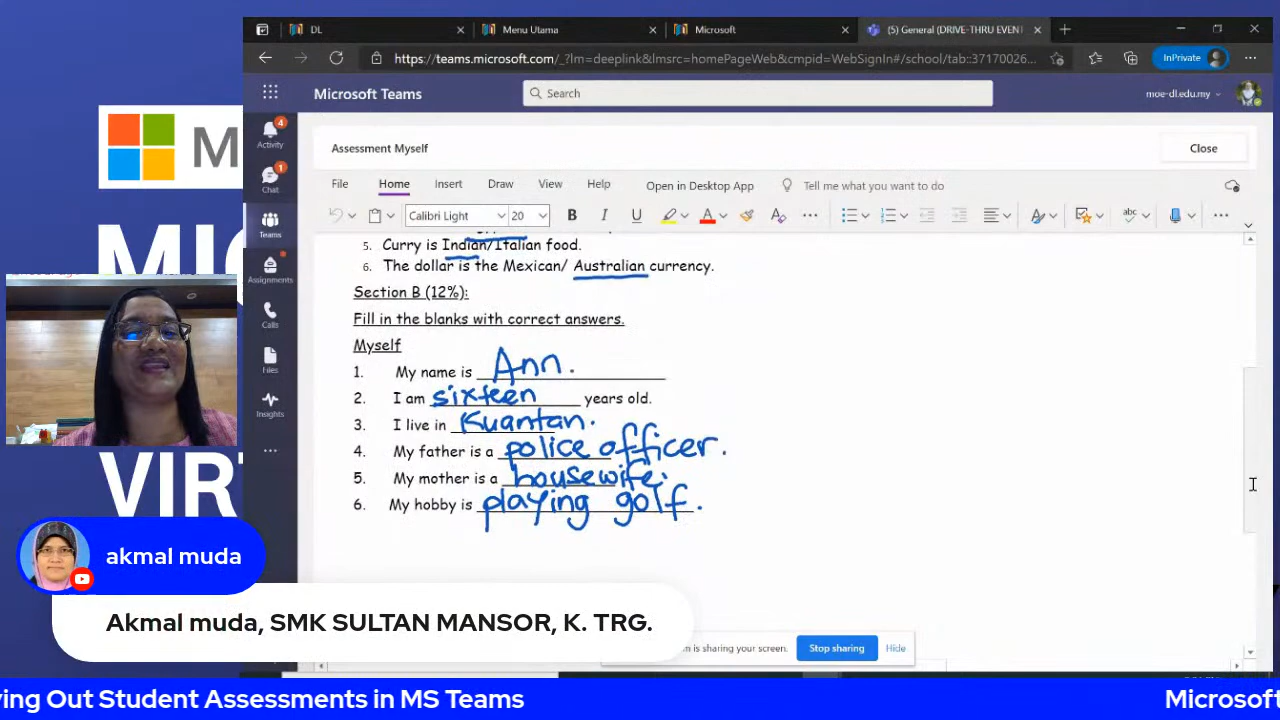 DL
Menu Utama
Microsoft
(5) General (DRIVE-THRU EVENT
https://teams.microsoft.com/_?lm=deeplink&lmsrc=homePageWeb&cmpid=WebSignIn#/school/tab::37170026...
InPrivate
Microsoft Teams
Search
moe-dl.edu.my
Assessment Myself
Close
File Home Insert Draw View Help Open in Desktop App Tell me what you want to do
Calibri Light 20 B I U
Activity 4
Chat 1
Teams
Assignments
Calls
Files
Insights
5. Curry is Indian/Italian food.
6. The dollar is the Mexican/ Australian currency.
Section B (12%):
Fill in the blanks with correct answers.
Myself
1. My name is Ann.
2. I am sixteen years old.
3. I live in Kuantan.
4. My father is a police officer.
5. My mother is a housewife.
6. My hobby is playing golf.
M
MIC
VIRT
akmal muda
Akmal muda, SMK SULTAN MANSOR, K. TRG.
is sharing your screen. Stop sharing Hide
ying Out Student Assessments in MS Teams Microsoft